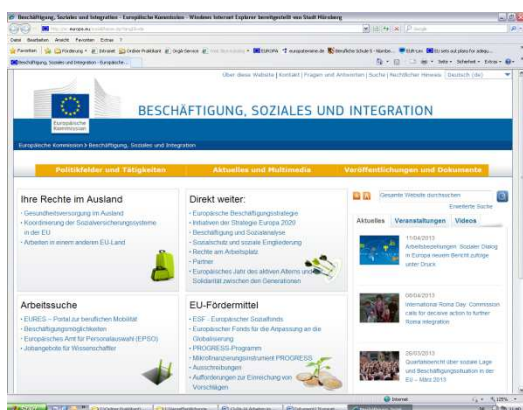 Beschäftigung, Soziales und Integration - Europäische Kommission - Windows Internet Explorer bereitgestellt von Stadt Nürnberg
Datei Bearbeiten Ansicht Favoriten Extras ?
Favoriten
Beschäftigung, Soziales und Integration - Europäische...
Über diese Website | Kontakt | Fragen und Antworten | Suche | Rechtlicher Hinweis Deutsch (de)
Europäische
Kommission
BESCHÄFTIGUNG, SOZIALES UND INTEGRATION
Europäische Kommission > Beschäftigung, Soziales und Integration
Politikfelder und Tätigkeiten
Aktuelles und Multimedia
Veröffentlichungen und Dokumente
Ihre Rechte im Ausland
Gesundheitsversorgung im Ausland
Koordinierung der Sozialversicherungssysteme
in der EU
Arbeiten in einem anderen EU-Land
Direkt weiter:
Europäische Beschäftigungsstrategie
Initiativen der Strategie Europa 2020
Beschäftigung und Sozialanalyse
Sozialschutz und soziale Eingliederung
Rechte am Arbeitsplatz
Partner
Europäisches Jahr des aktiven Alterns und
Solidarität zwischen den Generationen
Gesamte Website durchsuchen
Erweiterte Suche
Aktuelles Veranstaltungen Videos
11/04/2013
Arbeitsbeziehungen: Sozialer Dialog
in Europa neuem Bericht zufolge
unter Druck
08/04/2013
International Roma Day: Commission
calls for decisive action to further
Roma integration
26/03/2013
Quartalsbericht über soziale Lage
und Beschäftigungssituation in der
EU – März 2013
Arbeitssuche
EURES – Portal zur beruflichen Mobilität
Beschäftigungsmöglichkeiten
Europäisches Amt für Personalauswahl (EPSO)
Jobangebote für Wissenschaftler
EU-Fördermittel
ESF - Europäischer Sozialfonds
Europäischer Fonds für die Anpassung an die
Globalisierung
PROGRESS-Programm
Mikrofinanzierungsinstrument PROGRESS
Ausschreibungen
Aufforderungen zur Einreichung von
Vorschlägen
Internet
125%